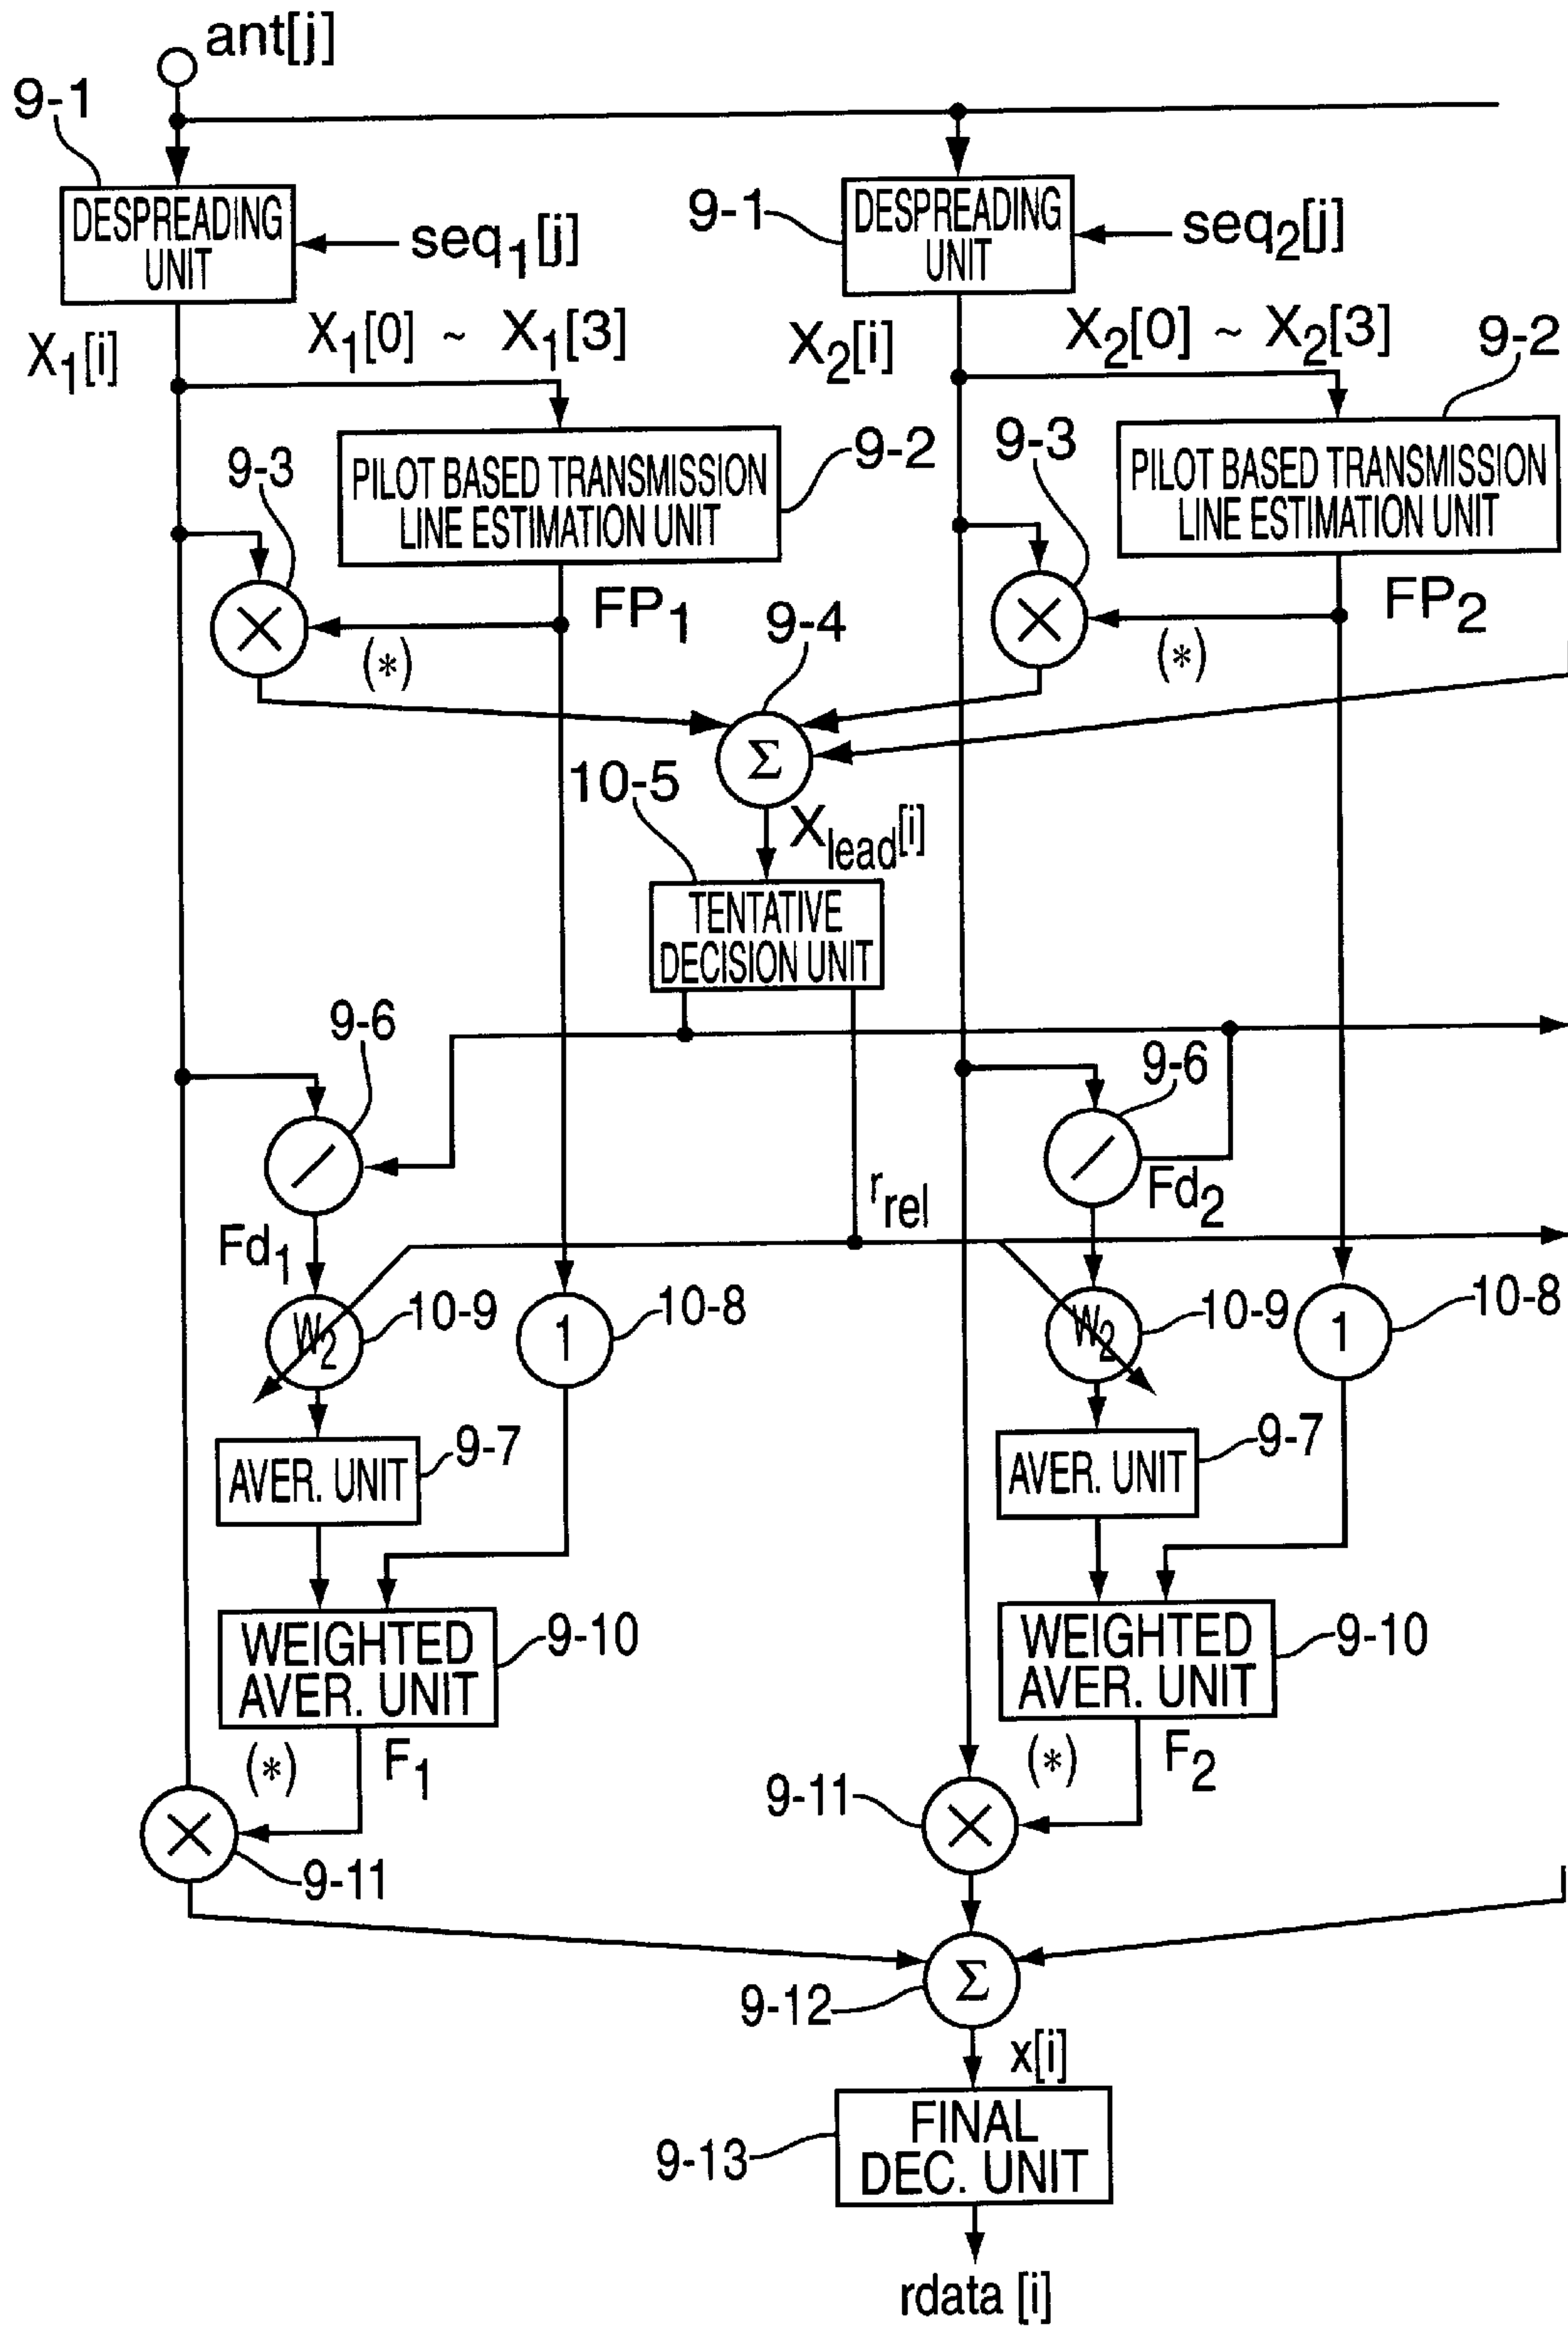 ant[j]
9-1
DESPREADING
UNIT
seq1[j]
9-1
DESPREADING
UNIT
seq2[j]
X1[i]
X1[0] ~ X1[3]
X2[i]
X2[0] ~ X2[3]
9-2
9-3
PILOT BASED TRANSMISSION
LINE ESTIMATION UNIT
9-2
9-3
PILOT BASED TRANSMISSION
LINE ESTIMATION UNIT
×
(*)
FP1
9-4
×
(*)
FP2
Σ
10-5
Xlead[i]
TENTATIVE
DECISION UNIT
9-6
/
9-6
/
Fd1
rrel
Fd2
W2
10-9
1
10-8
W2
10-9
1
10-8
AVER. UNIT
9-7
AVER. UNIT
9-7
WEIGHTED
AVER. UNIT
9-10
WEIGHTED
AVER. UNIT
9-10
(*)
F1
(*)
F2
×
9-11
9-11
×
Σ
9-12
x[i]
FINAL
DEC. UNIT
9-13
rdata [i]